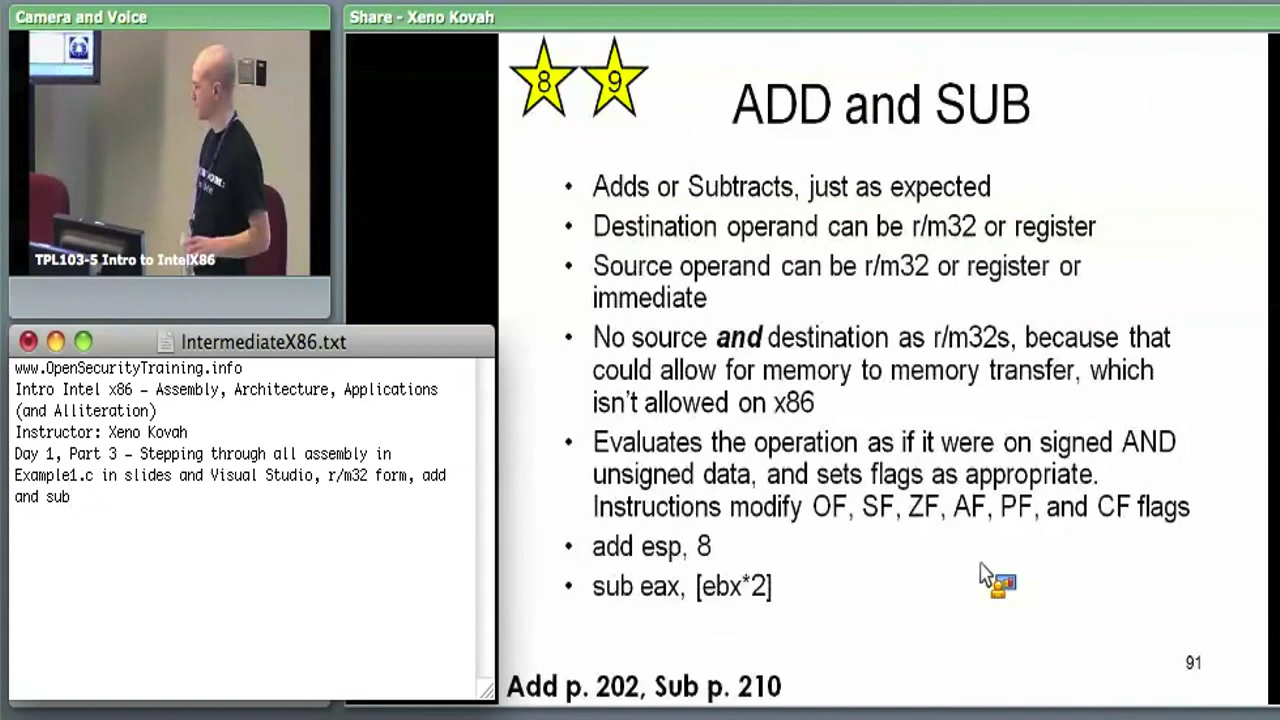 Camera and Voice
TPL103-5 Intro to IntelX86
IntermediateX86.txt
www.OpenSecurityTraining.info
Intro Intel x86 – Assembly, Architecture, Applications
(and Alliteration)
Instructor: Xeno Kovah
Day 1, Part 3 – Stepping through all assembly in
Example1.c in slides and Visual Studio, r/m32 form, add
and sub
Share - Xeno Kovah
8 9
ADD and SUB
• Adds or Subtracts, just as expected
• Destination operand can be r/m32 or register
• Source operand can be r/m32 or register or
immediate
• No source and destination as r/m32s, because that
could allow for memory to memory transfer, which
isn't allowed on x86
• Evaluates the operation as if it were on signed AND
unsigned data, and sets flags as appropriate.
Instructions modify OF, SF, ZF, AF, PF, and CF flags
• add esp, 8
• sub eax, [ebx*2]
91
Add p. 202, Sub p. 210